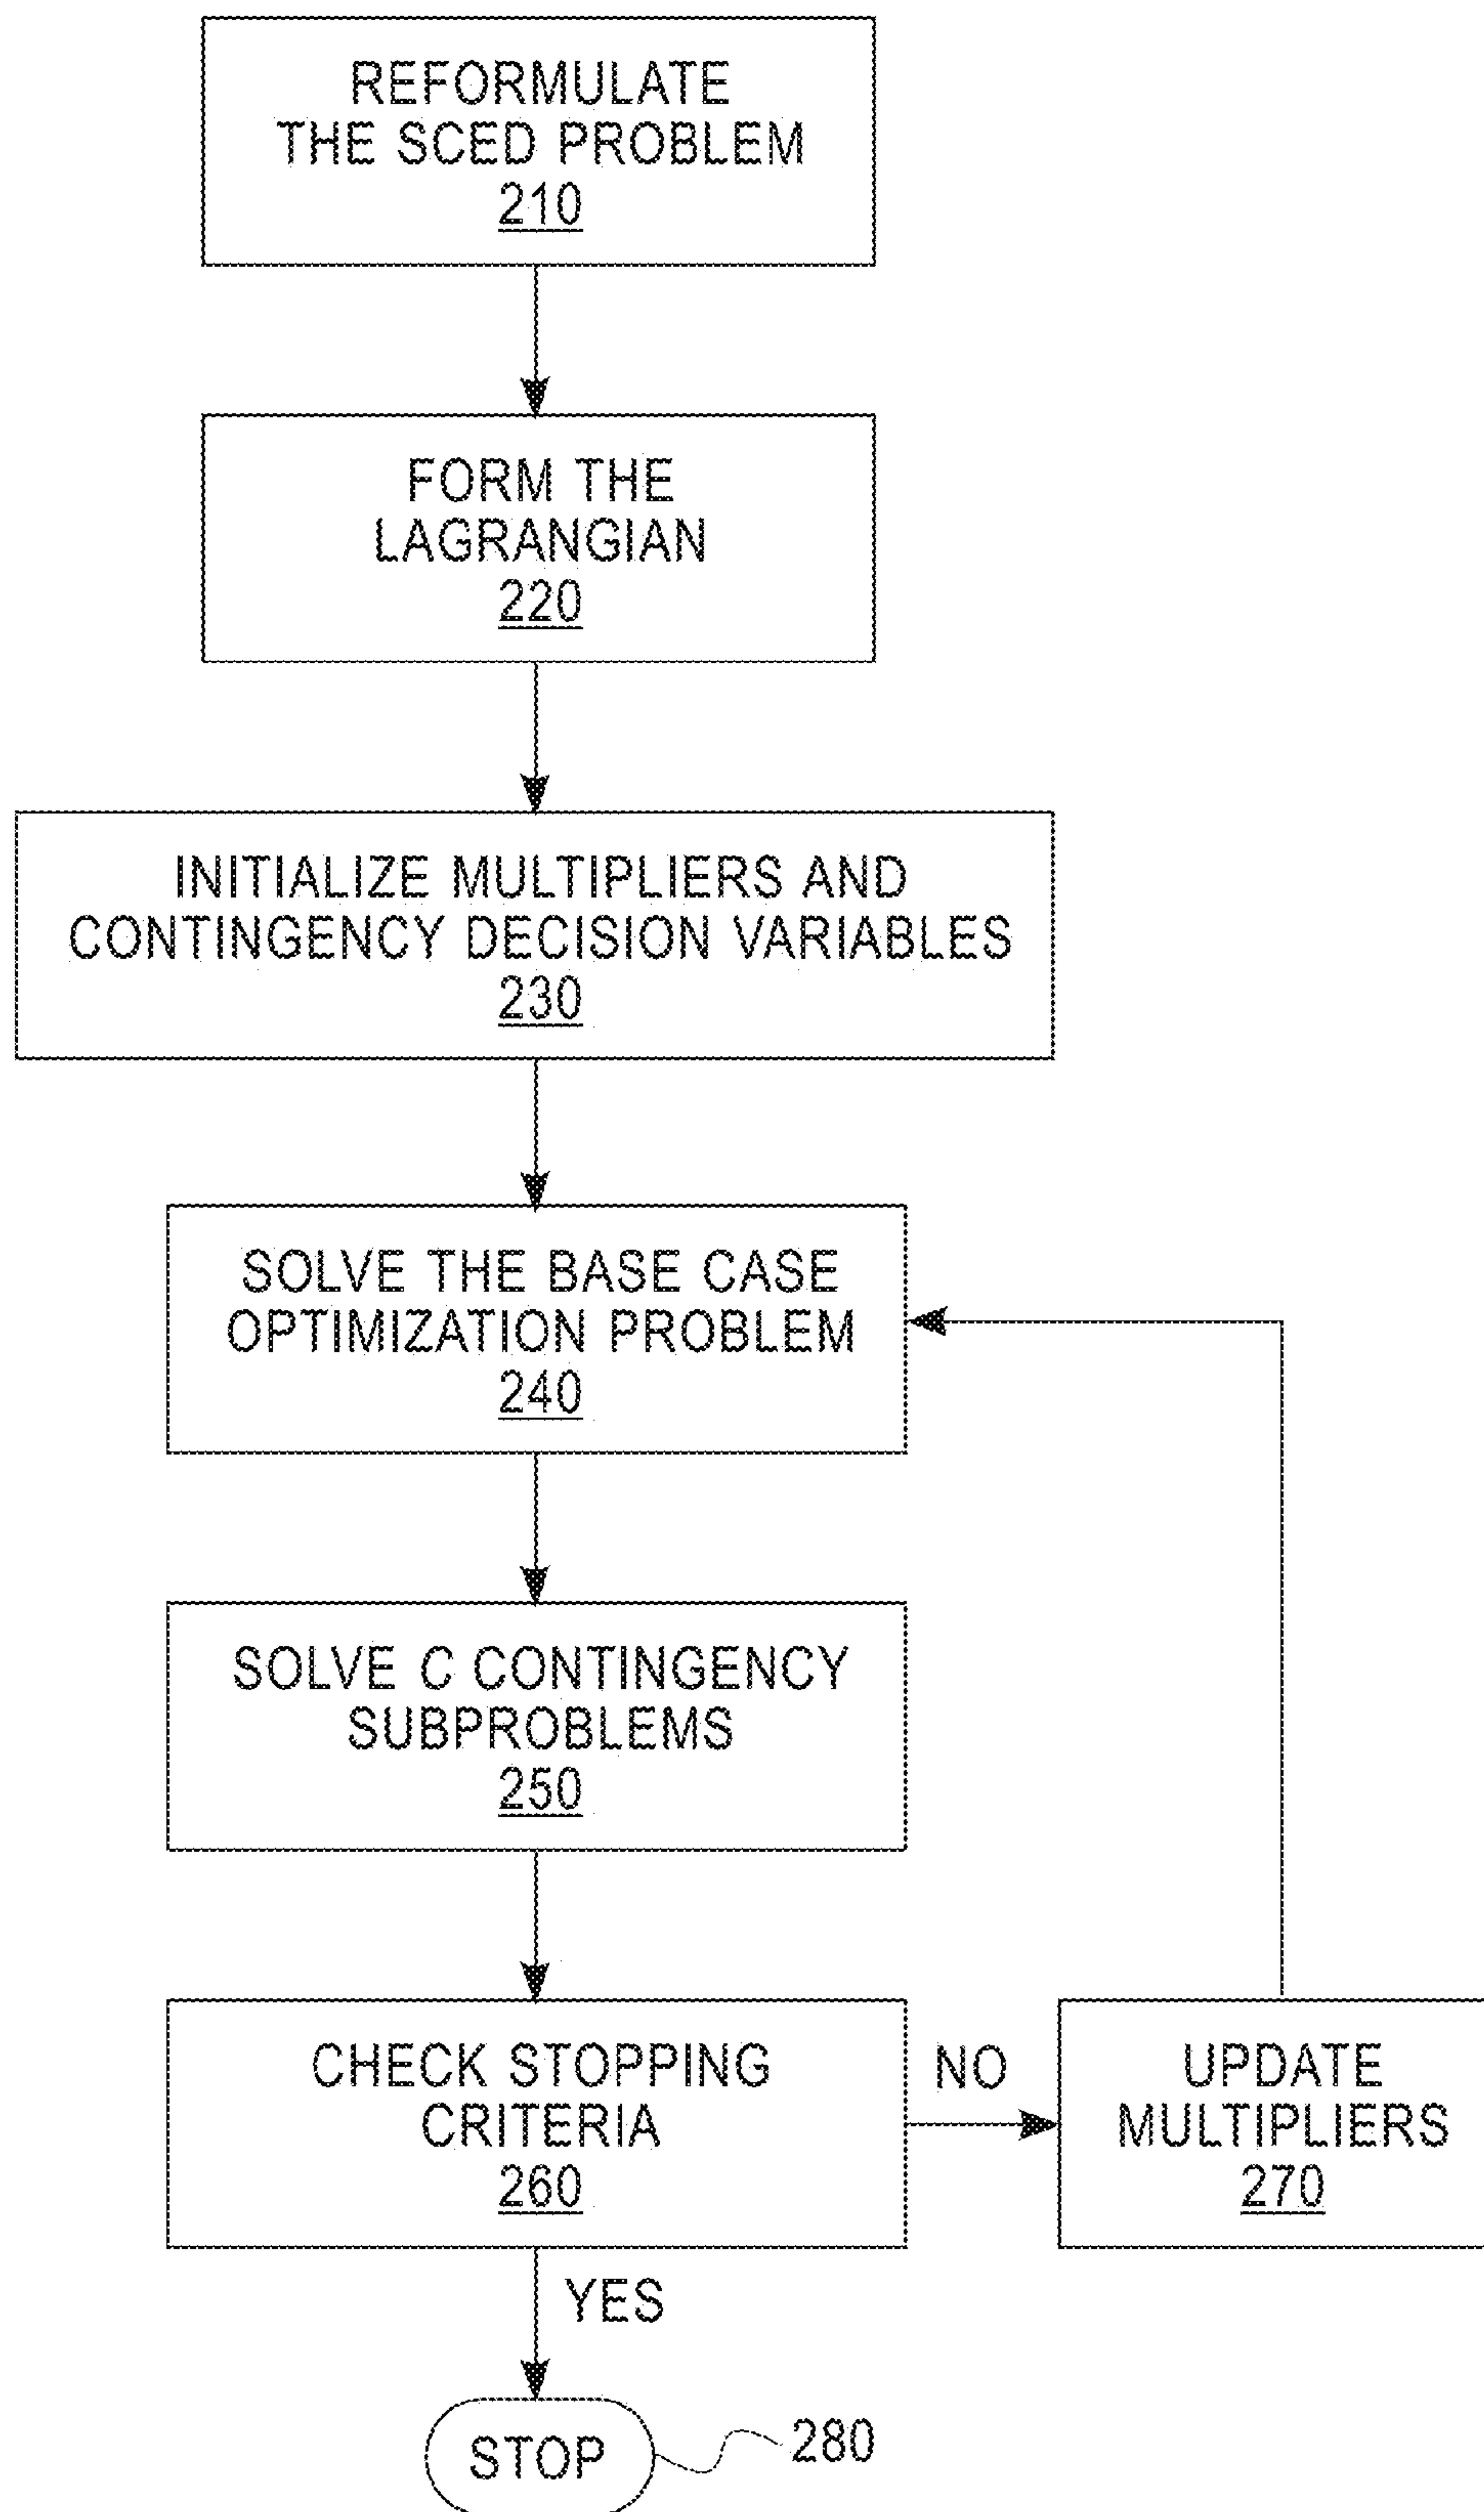 REFORMULATE
THE SCED PROBLEM
210
FORM THE
LAGRANGIAN
220
INITIALIZE MULTIPLIERS AND
CONTINGENCY DECISION VARIABLES
230
SOLVE THE BASE CASE
OPTIMIZATION PROBLEM
240
SOLVE C CONTINGENCY
SUBPROBLEMS
250
CHECK STOPPING
CRITERIA
260
NO
UPDATE
MULTIPLIERS
270
YES
STOP
280